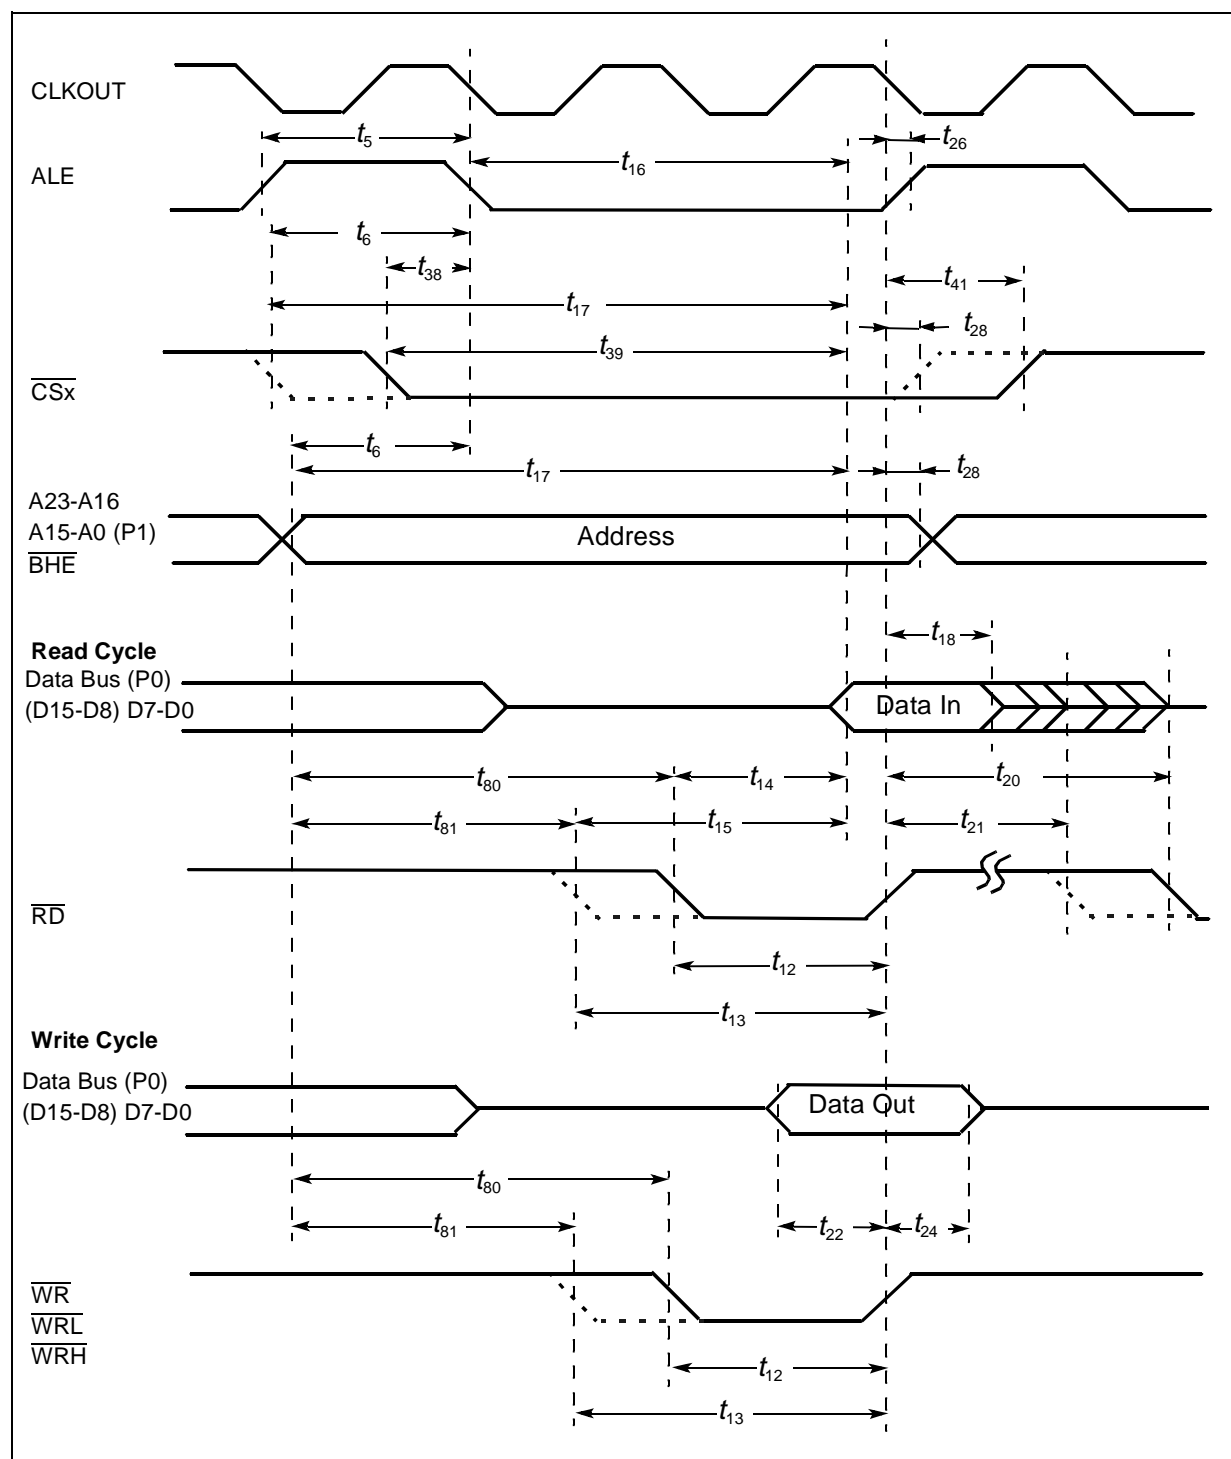 CLKOUT
t5
t26
ALE
t16
t6
t38
t41
t17
t28
t39
CSx
t6
t17
t28
A23-A16
A15-A0 (P1)
Address
BHE
t18
Read Cycle
Data Bus (P0)
(D15-D8) D7-D0
Data In
t80
t14
t20
t81
t15
t21
RD
t12
t13
Write Cycle
Data Bus (P0)
(D15-D8) D7-D0
Data Out
t80
t81
t22
t24
WR
WRL
WRH
t12
t13